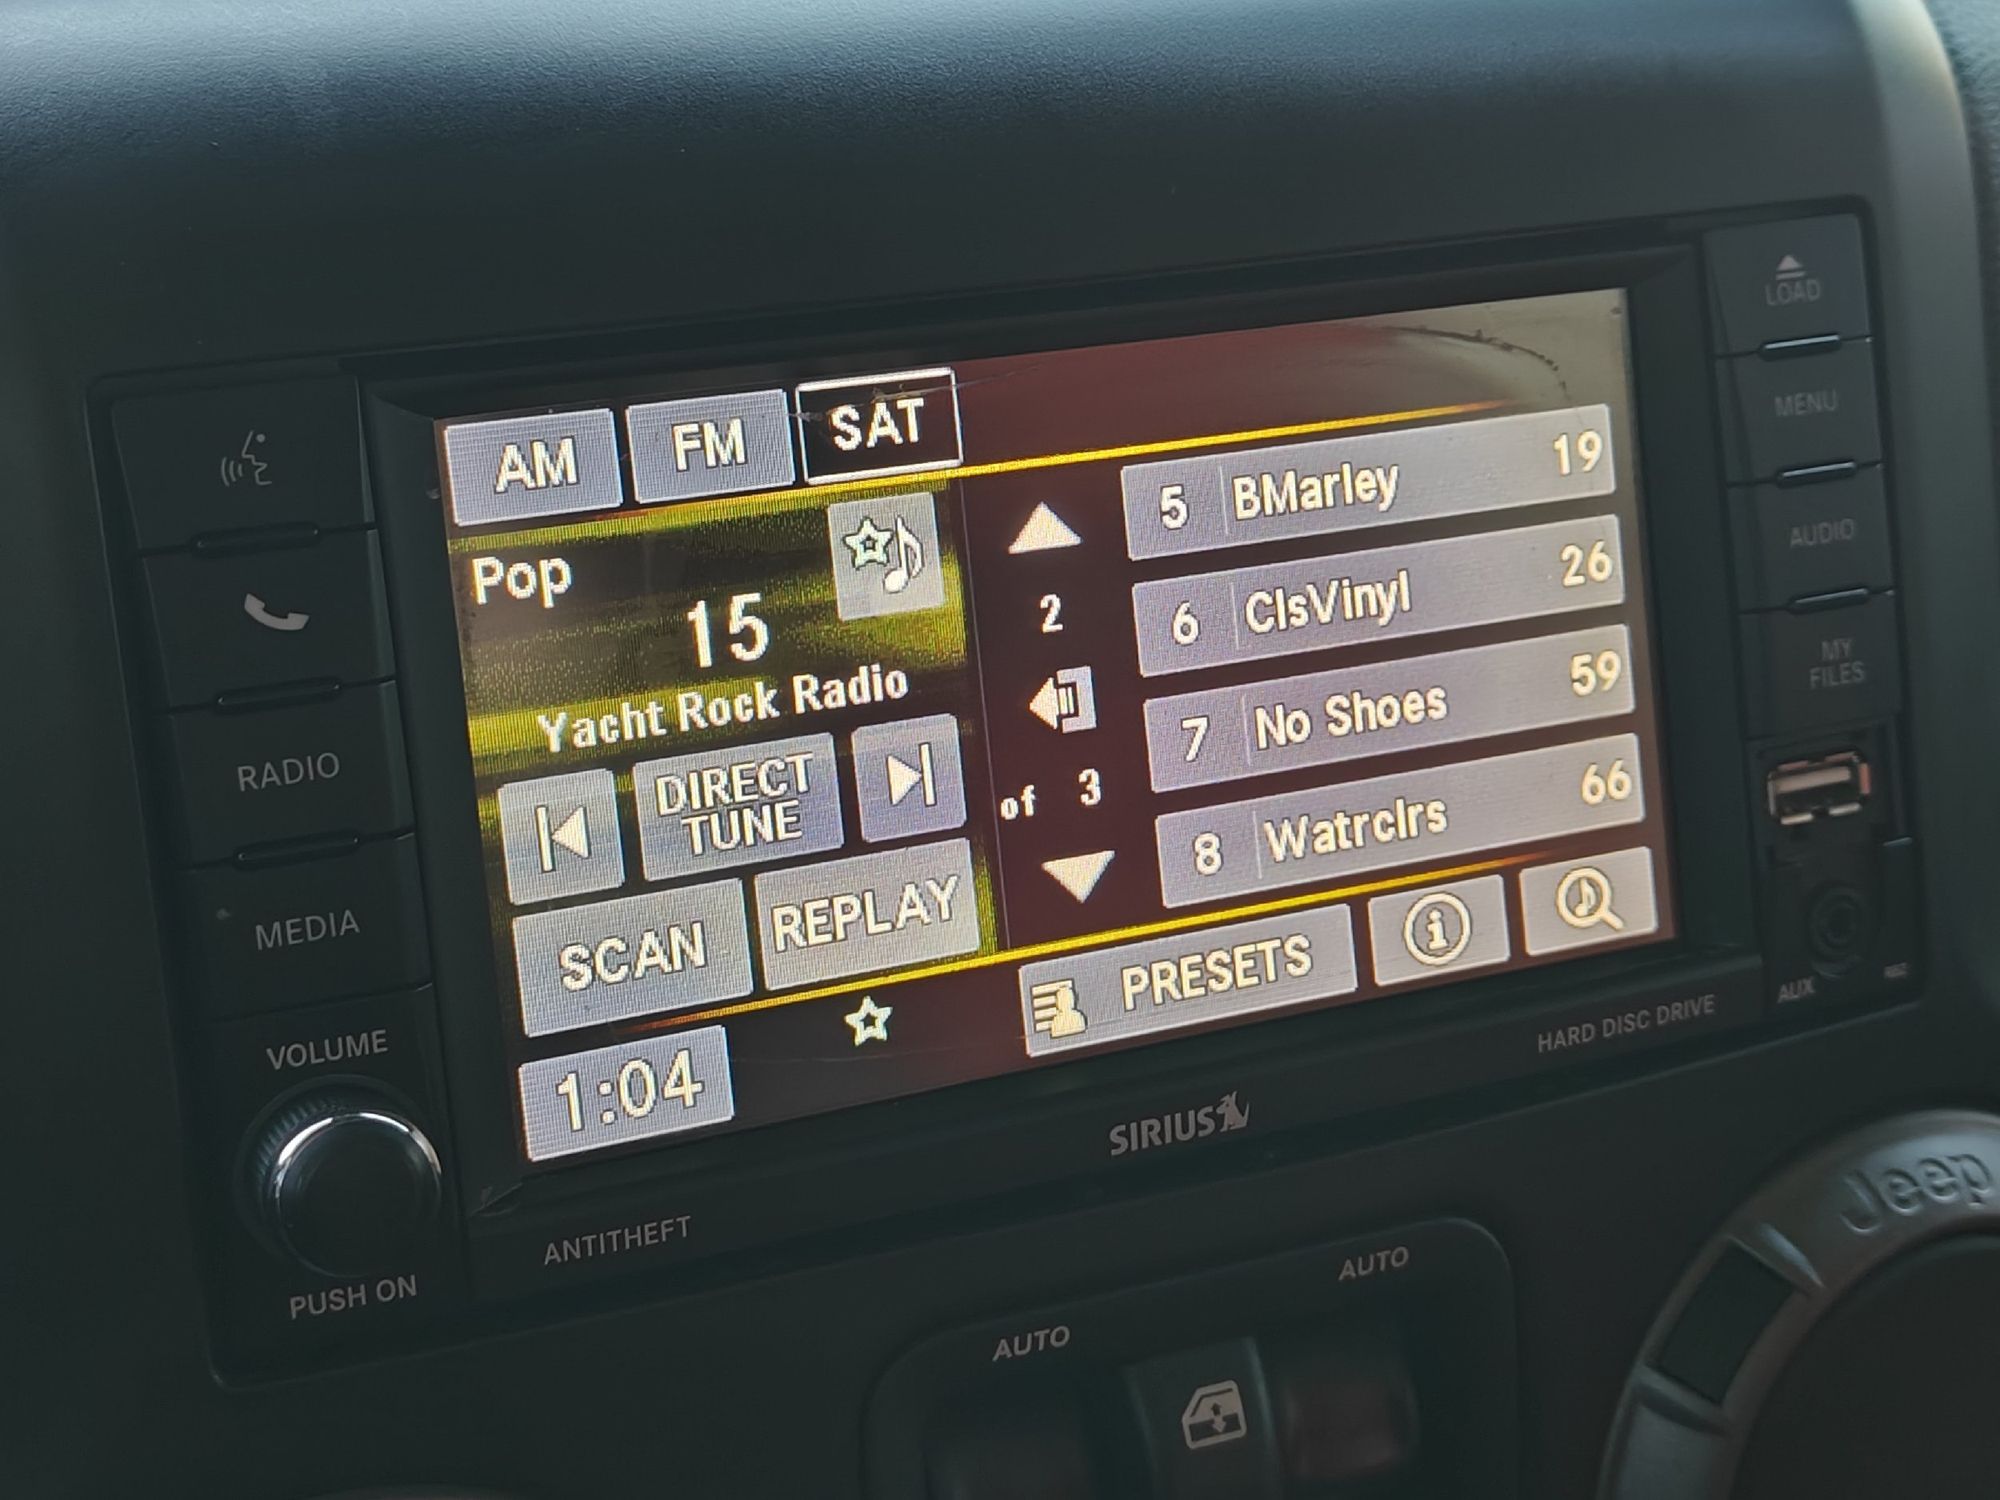 AM FM SAT
Pop
15
Yacht Rock Radio
DIRECT
TUNE
SCAN REPLAY
1:04
2
of 3
5 BMarley 19
6 ClsVinyl 26
7 No Shoes 59
8 Watrclrs 66
PRESETS
RADIO
MEDIA
VOLUME
PUSH ON
LOAD
MENU
AUDIO
MY
FILES
AUX
HARD DISC DRIVE
SIRIUS
ANTITHEFT
AUTO
AUTO
Jeep